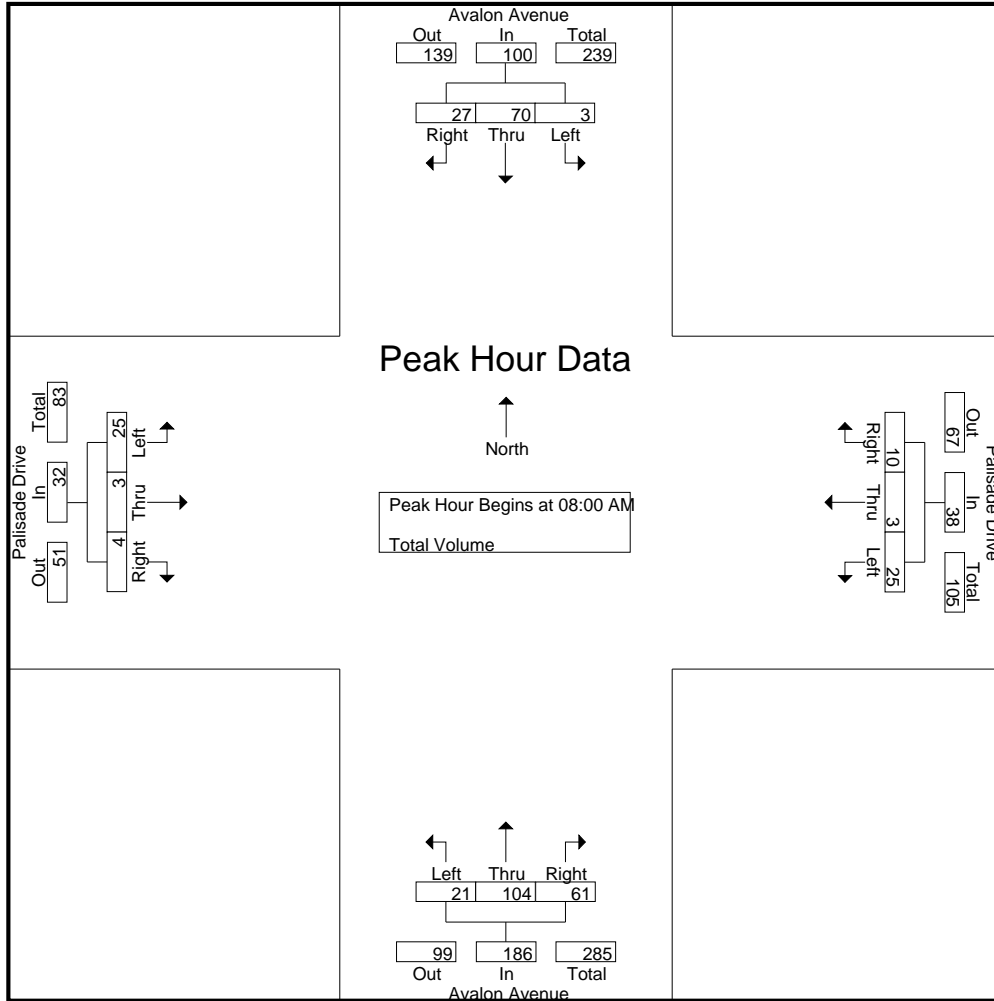 Avalon Avenue
Out In Total
139 100 239
27 70 3
Right Thru Left
Peak Hour Data
North
Peak Hour Begins at 08:00 AM
Total Volume
Palisade Drive
Total In Out
83 32 51
25 3 4
Left Thru Right
Right Thru Left
10 3 25
Out In Total
67 38 105
Palisade Drive
Left Thru Right
21 104 61
99 186 285
Out In Total
Avalon Avenue